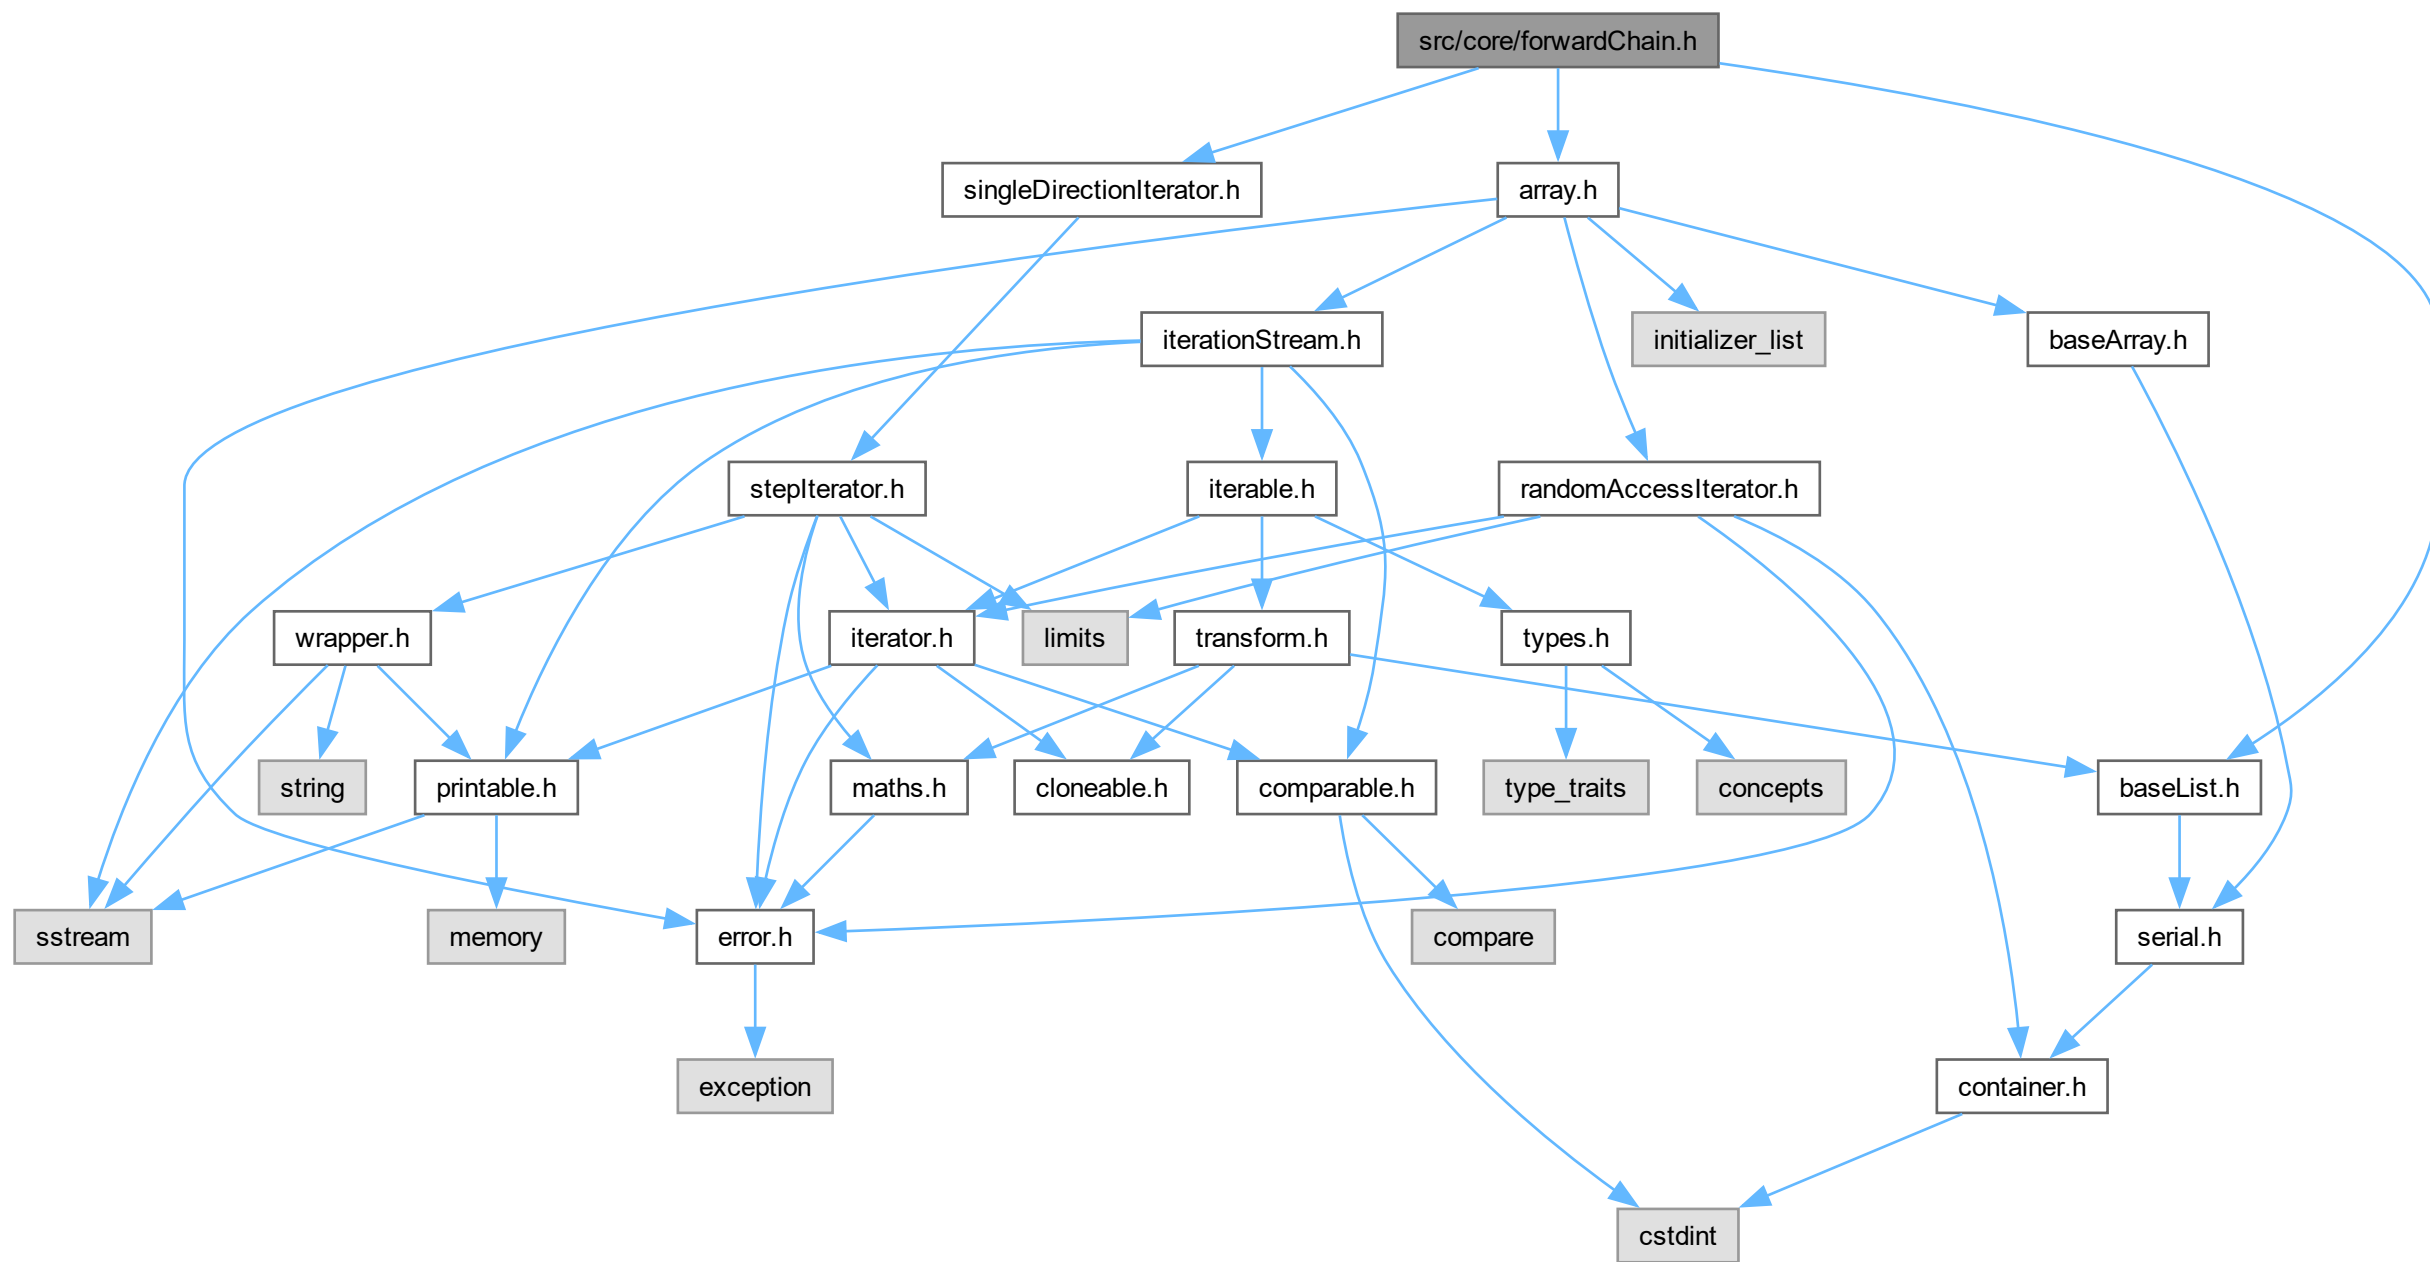 src/core/forwardChain.h
singleDirectionIterator.h
array.h
iterationStream.h
initializer_list
baseArray.h
stepIterator.h
iterable.h
randomAccessIterator.h
wrapper.h
iterator.h
limits
transform.h
types.h
string
printable.h
maths.h
cloneable.h
comparable.h
type_traits
concepts
baseList.h
sstream
memory
error.h
compare
serial.h
exception
container.h
cstdint